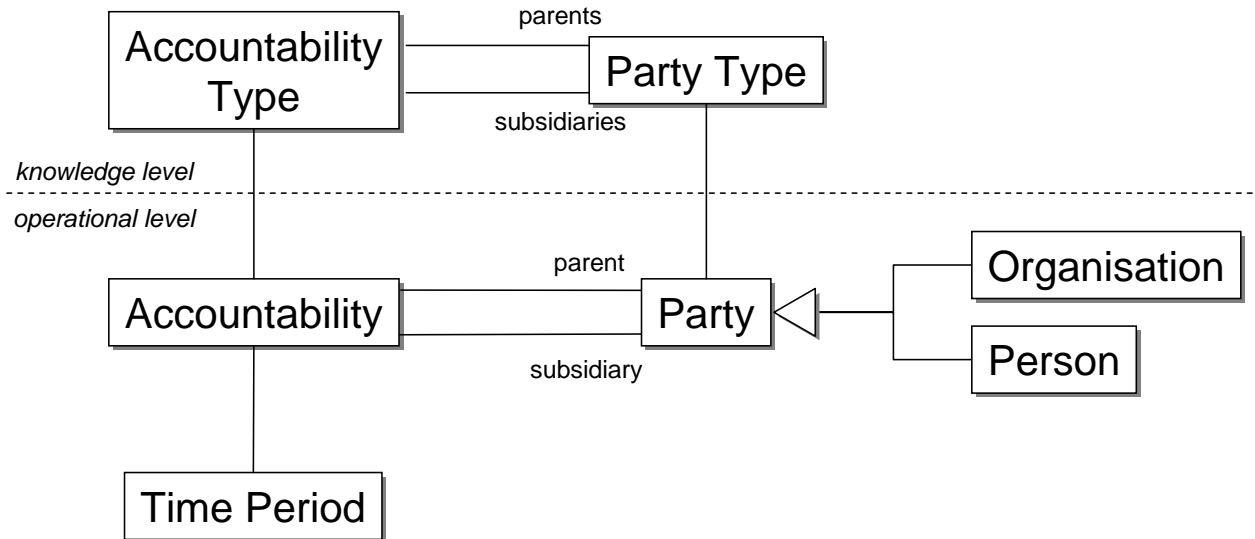 parents
Accountability
Type
Party Type
subsidiaries
knowledge level
operational level
parent
Organisation
Accountability
Party
Person
subsidiary
Time Period